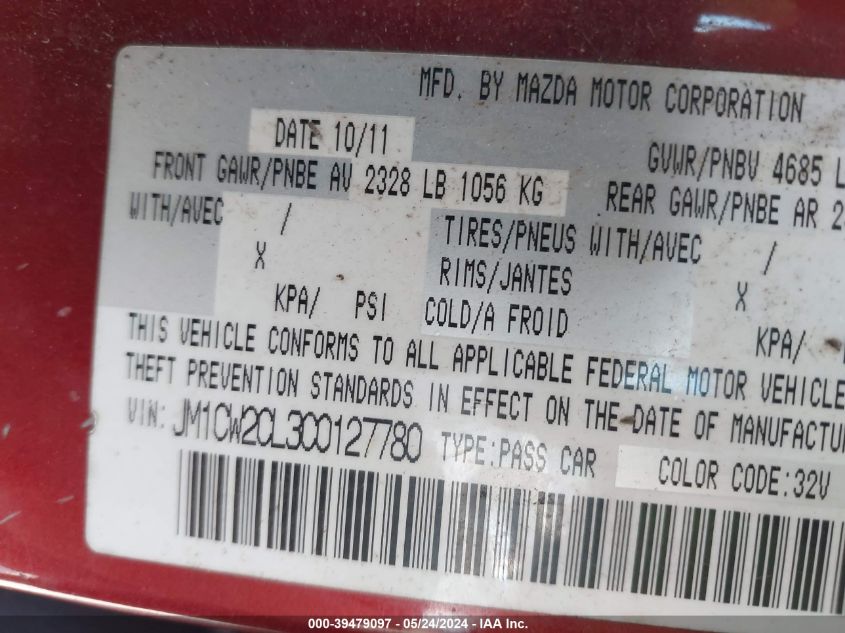 MFD. BY MAZDA MOTOR CORPORATION
DATE 10/11
GVWR/PNBV 4685 L
FRONT GAWR/PNBE AV 2328 LB 1056 KG
REAR GAWR/PNBE AR 2
WITH/AVEC /
TIRES/PNEUS WITH/AVEC /
X RIMS/JANTES X
KPA/ PSI COLD/A FROID KPA/
THIS VEHICLE CONFORMS TO ALL APPLICABLE FEDERAL MOTOR VEHICLE
THEFT PREVENTION STANDARDS IN EFFECT ON THE DATE OF MANUFACTU
VIN: JM1CW2CL3C0127780 TYPE:PASS CAR COLOR CODE:32V
000-39479097 - 05/24/2024 - IAA Inc.